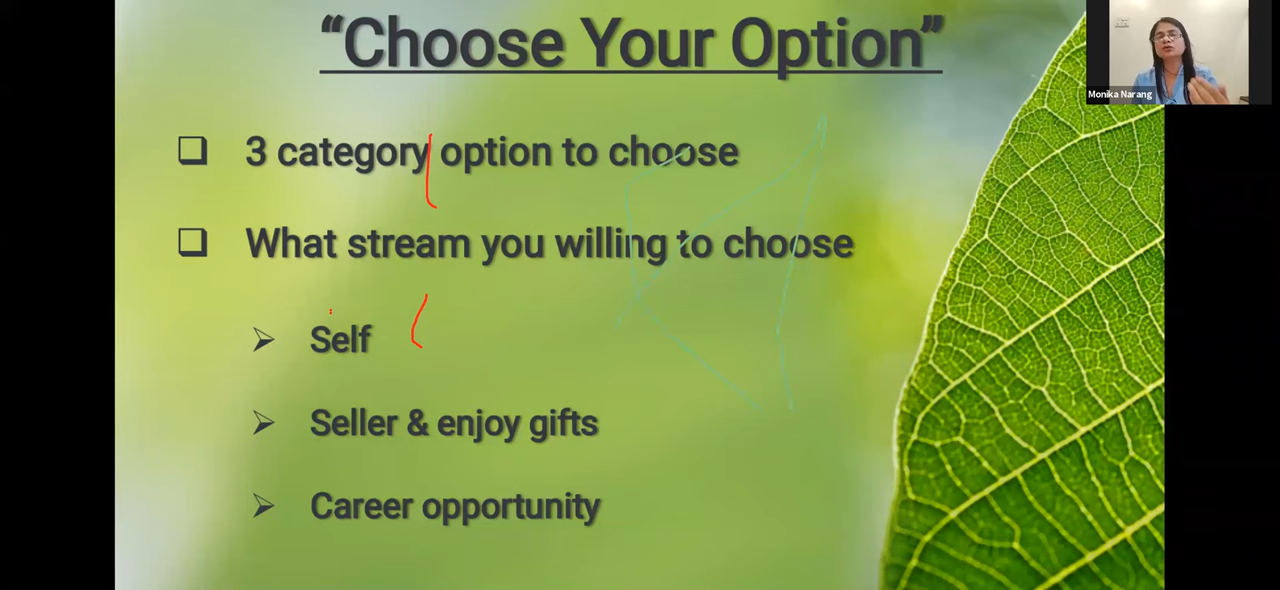 “Choose Your Option”
Monika Narang
3 category option to choose
What stream you willing to choose
Self
Seller & enjoy gifts
Career opportunity